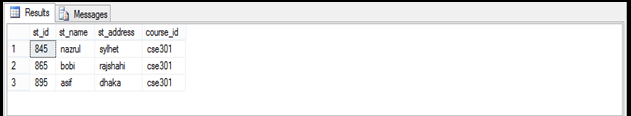 Results Messages
st_id st_name st_address course_id
1 845 nazrul sylhet cse301
2 865 bobi rajshahi cse301
3 895 asif dhaka cse301